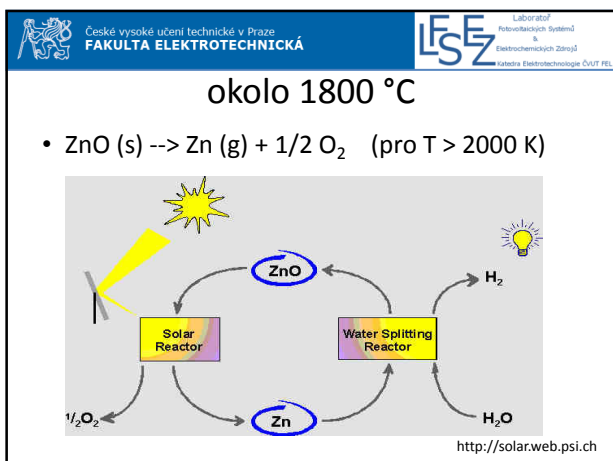 České vysoké učení technické v Praze
FAKULTA ELEKTROTECHNICKÁ
LFSEZ
Laboratoř
Fotovoltaických Systémů
&
Elektrochemických Zdrojů
Katedra Elektrotechnologie ČVUT FEL
okolo 1800 °C
• ZnO (s) --> Zn (g) + 1/2 O₂ (pro T > 2000 K)
ZnO
H₂
Solar
Reactor
Water Splitting
Reactor
½O₂
Zn
H₂O
http://solar.web.psi.ch